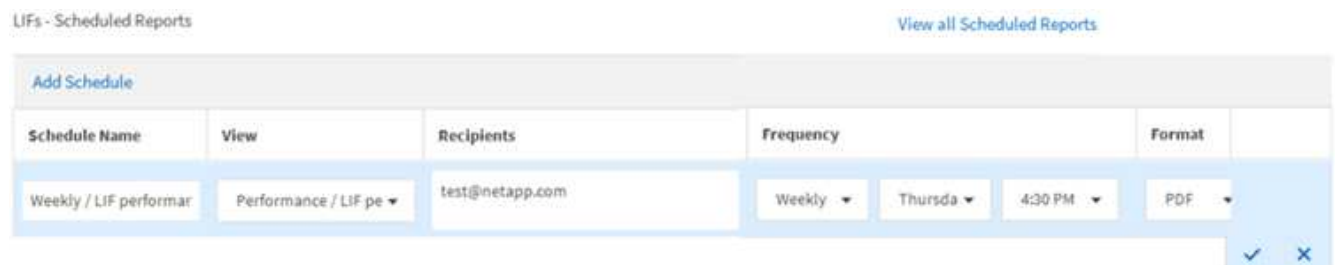 LIFs - Scheduled Reports View all Scheduled Reports
Add Schedule
Schedule Name View Recipients Frequency Format
Weekly / LIF performar Performance / LIF pe test@netapp.com Weekly Thursda 4:30 PM PDF